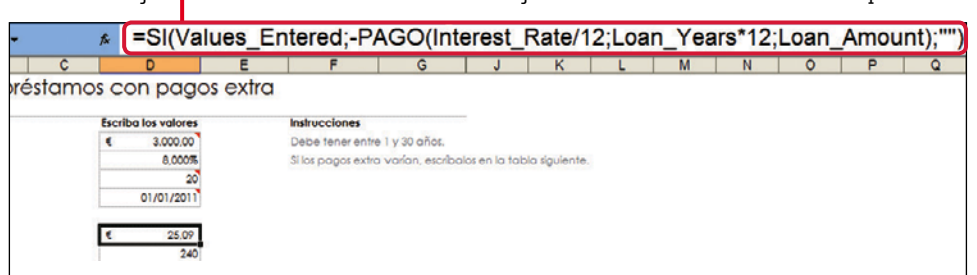 =SI(Values_Entered;-PAGO(Interest_Rate/12;Loan_Years*12;Loan_Amount);"")
C D E F G J K L M N O P Q
réstamos con pagos extra
Escriba los valores Instrucciones
€ 3.000,00 Debe tener entre 1 y 30 años.
8,000% Si los pagos extra varían, escríbalos en la tabla siguiente.
20
01/01/2011
€ 25.09
240